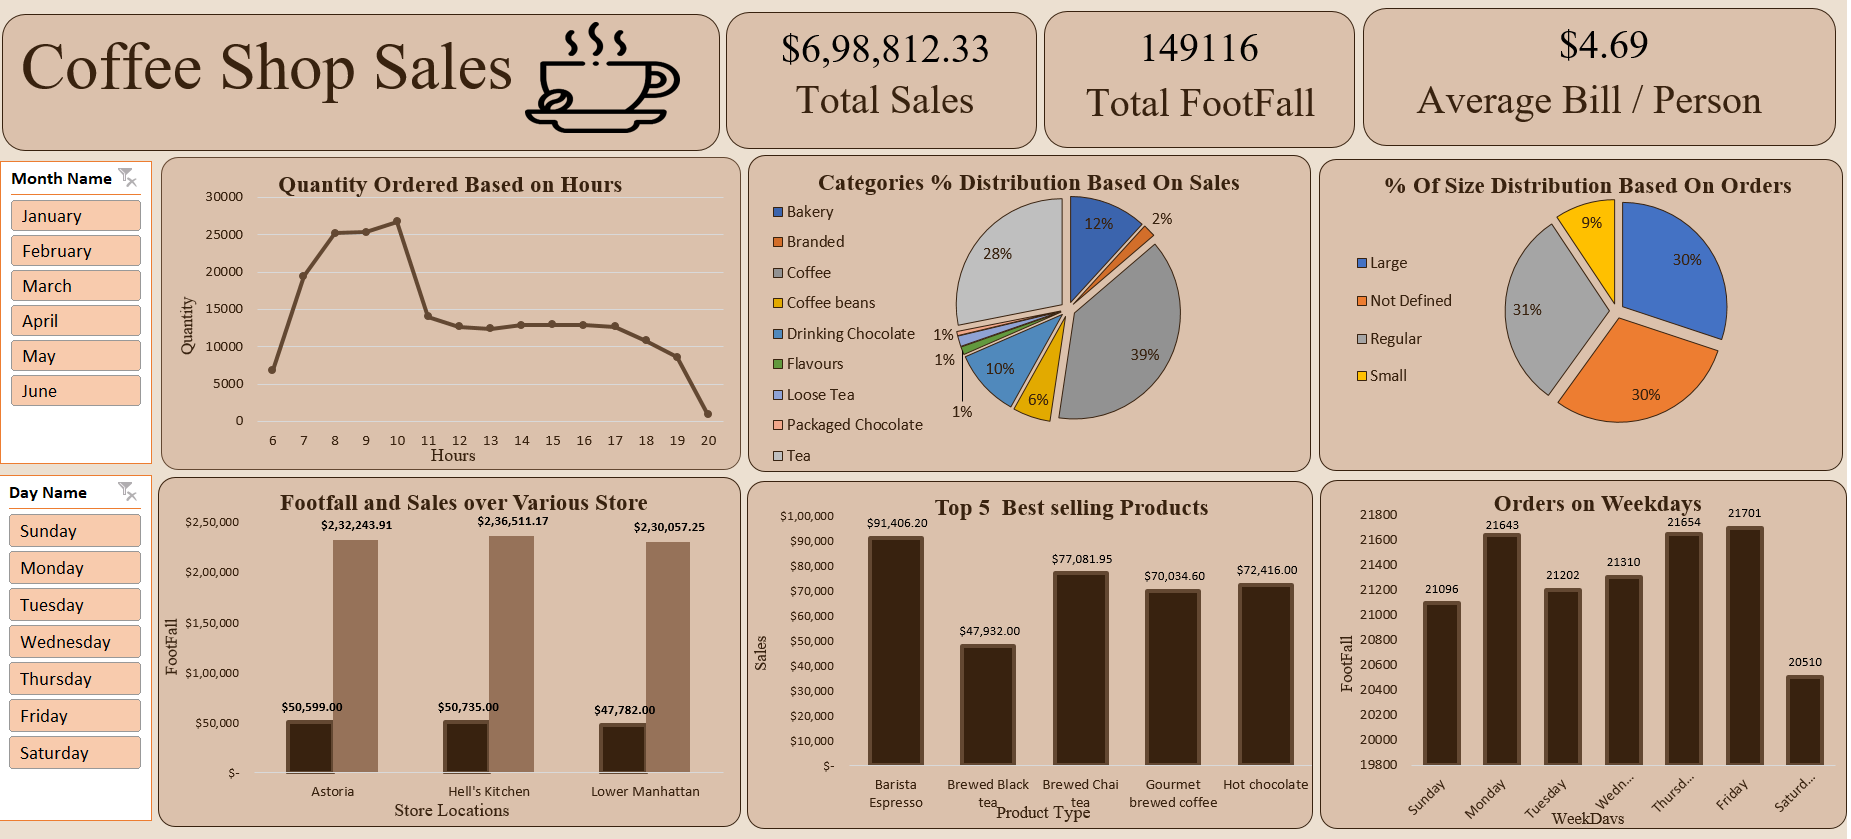 Coffee Shop Sales
$6,98,812.33
Total Sales
149116
Total FootFall
$4.69
Average Bill / Person
Month Name
January
February
March
April
May
June
Quantity Ordered Based on Hours
30000
25000
20000
15000
10000
5000
0
Quantity
6 7 8 9 10 11 12 13 14 15 16 17 18 19 20
Hours
Categories % Distribution Based On Sales
Bakery
Branded
Coffee
Coffee beans
Drinking Chocolate
Flavours
Loose Tea
Packaged Chocolate
Tea
12%
2%
39%
6%
10%
1%
1%
1%
28%
% Of Size Distribution Based On Orders
Large
Not Defined
Regular
Small
30%
30%
31%
9%
Day Name
Sunday
Monday
Tuesday
Wednesday
Thursday
Friday
Saturday
Footfall and Sales over Various Store
$2,50,000
$2,00,000
$1,50,000
$1,00,000
$50,000
$-
FootFall
$2,32,243.91
$2,36,511.17
$2,30,057.25
$50,599.00
$50,735.00
$47,782.00
Astoria
Hell's Kitchen
Lower Manhattan
Store Locations
Top 5 Best selling Products
$1,00,000
$90,000
$80,000
$70,000
$60,000
$50,000
$40,000
$30,000
$20,000
$10,000
$-
Sales
$91,406.20
$47,932.00
$77,081.95
$70,034.60
$72,416.00
Barista
Espresso
Brewed Black
tea
Brewed Chai
tea
Gourmet
brewed coffee
Hot chocolate
Product Type
Orders on Weekdays
21800
21600
21400
21200
21000
20800
20600
20400
20200
20000
19800
FootFall
21096
21643
21202
21310
21654
21701
20510
Sunday
Monday
Tuesday
Wedn...
Thursd...
Friday
Saturd...
WeekDays